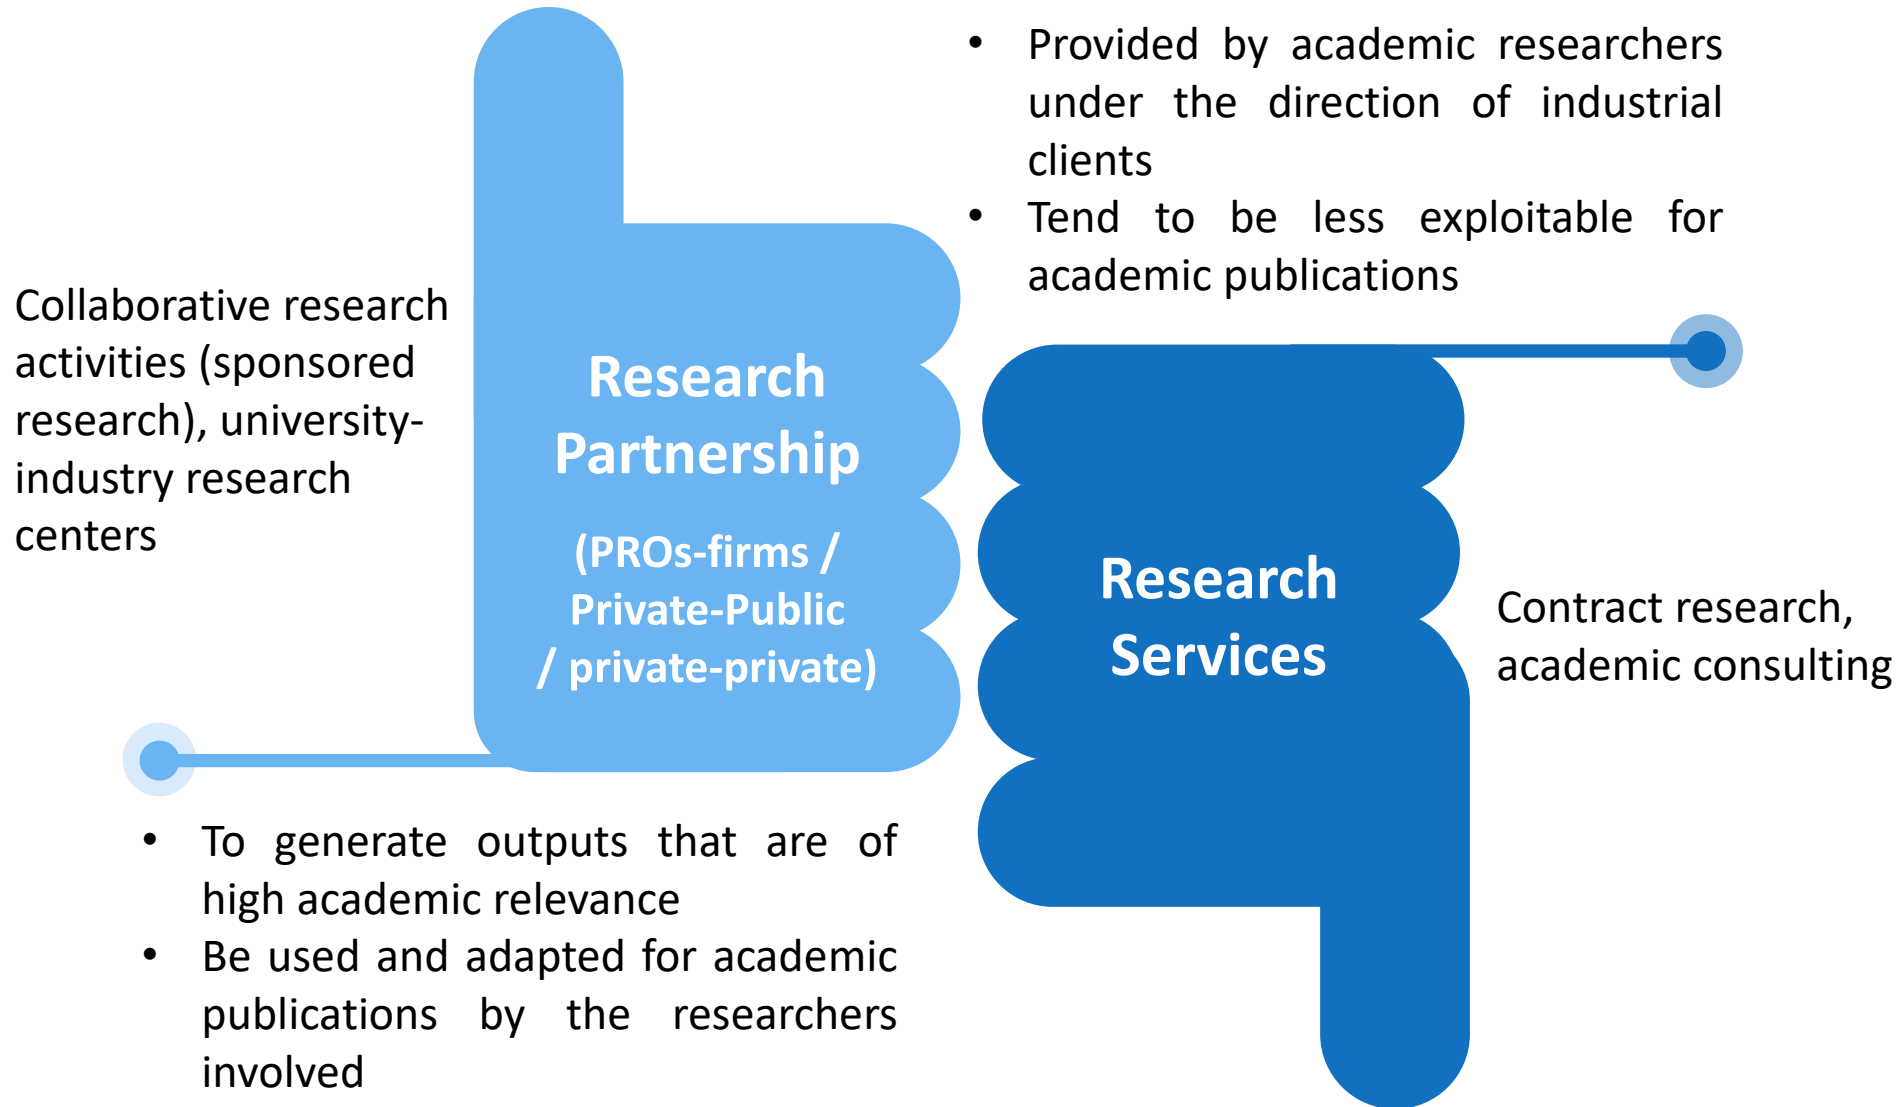 Collaborative research
activities (sponsored
research), university-
industry research
centers
Research
Partnership
(PROs-firms /
Private-Public
/ private-private)
• To generate outputs that are of
high academic relevance
• Be used and adapted for academic
publications by the researchers
involved
• Provided by academic researchers
under the direction of industrial
clients
• Tend to be less exploitable for
academic publications
Research
Services
Contract research,
academic consulting